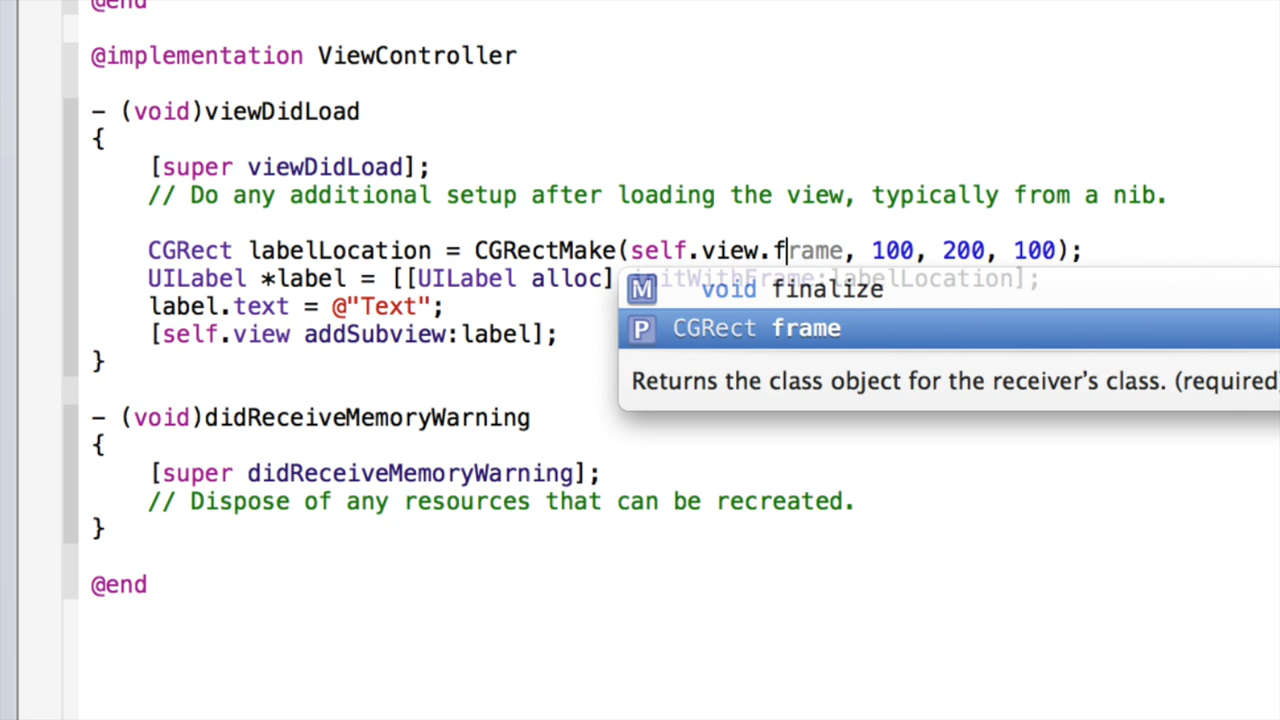 @end
@implementation ViewController
- (void)viewDidLoad
{
[super viewDidLoad];
// Do any additional setup after loading the view, typically from a nib.
CGRect labelLocation = CGRectMake(self.view.frame, 100, 200, 100);
UILabel *label = [[UILabel alloc] initWithFrame:labelLocation];
M void finalize
label.text = @"Text";
P CGRect frame
[self.view addSubview:label];
}
Returns the class object for the receiver's class. (required)
- (void)didReceiveMemoryWarning
{
[super didReceiveMemoryWarning];
// Dispose of any resources that can be recreated.
}
@end